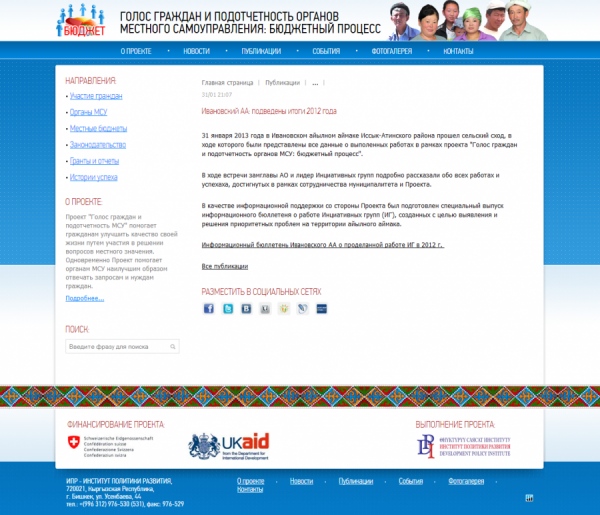 БЮДЖЕТ
ГОЛОС ГРАЖДАН И ПОДОТЧЕТНОСТЬ ОРГАНОВ
МЕСТНОГО САМОУПРАВЛЕНИЯ: БЮДЖЕТНЫЙ ПРОЦЕСС
О ПРОЕКТЕ • НОВОСТИ • ПУБЛИКАЦИИ • СОБЫТИЯ • ФОТОГАЛЕРЕЯ • КОНТАКТЫ
НАПРАВЛЕНИЯ:
• Участие граждан
• Органы МСУ
• Местные бюджеты
• Законодательство
• Гранты и отчеты
• Истории успеха
О ПРОЕКТЕ
Проект "Голос граждан и
подотчетность МСУ" помогает
гражданам улучшить качество своей
жизни путем участия в решении
вопросов местного значения.
Одновременно Проект помогает
органам МСУ наилучшим образом
отвечать запросам и нуждам
граждан.
Подробнее...
ПОИСК:
Введите фразу для поиска
Главная страница | Публикации | ... |
31/01 21:07
Ивановский АА: подведены итоги 2012 года
31 января 2013 года в Ивановском айылном аймаке Иссык-Атинского района прошел сельский сход, в
ходе которого были представлены все данные о выполенных работах в рамках проекта "Голос граждан
и подотчетность органов МСУ: бюджетный процесс".
В ходе встречи замглавы АО и лидер Инциативных групп подробно рассказали обо всех работах и
успехаха, достигнутых в рамках сотрудничества муниципалитета и Проекта.
В качестве информационной поддержки со стороны Проекта был подготовлен специальный выпуск
информационного бюллетеня о работе Инциативных групп (ИГ), созданных с целью выявления и
решения приоритетных проблем на территории айылного аймака.
Информационный бюллетень Ивановского АА о проделанной работе ИГ в 2012 г.
Все публикации
РАЗМЕСТИТЬ В СОЦИАЛЬНЫХ СЕТЯХ
ФИНАНСИРОВАНИЕ ПРОЕКТА:
Schweizerische Eidgenossenschaft
Confédération suisse
Confederazione Svizzera
Confederaziun svizra
UKaid
from the Department for
International Development
ВЫПОЛНЕНИЕ ПРОЕКТА:
ӨНҮКТҮРҮҮ САЯСАТ ИНСТИТУТУ
ИНСТИТУТ ПОЛИТИКИ РАЗВИТИЯ
DEVELOPMENT POLICY INSTITUTE
ИПР - ИНСТИТУТ ПОЛИТИКИ РАЗВИТИЯ,
720021, Кыргызская Республика,
г. Бишкек, ул. Усенбаева, 44
тел.: +(996 312) 976-530 (531), факс: 976-529
О проекте • Новости • Публикации • События • Фотогалерея •
Контакты